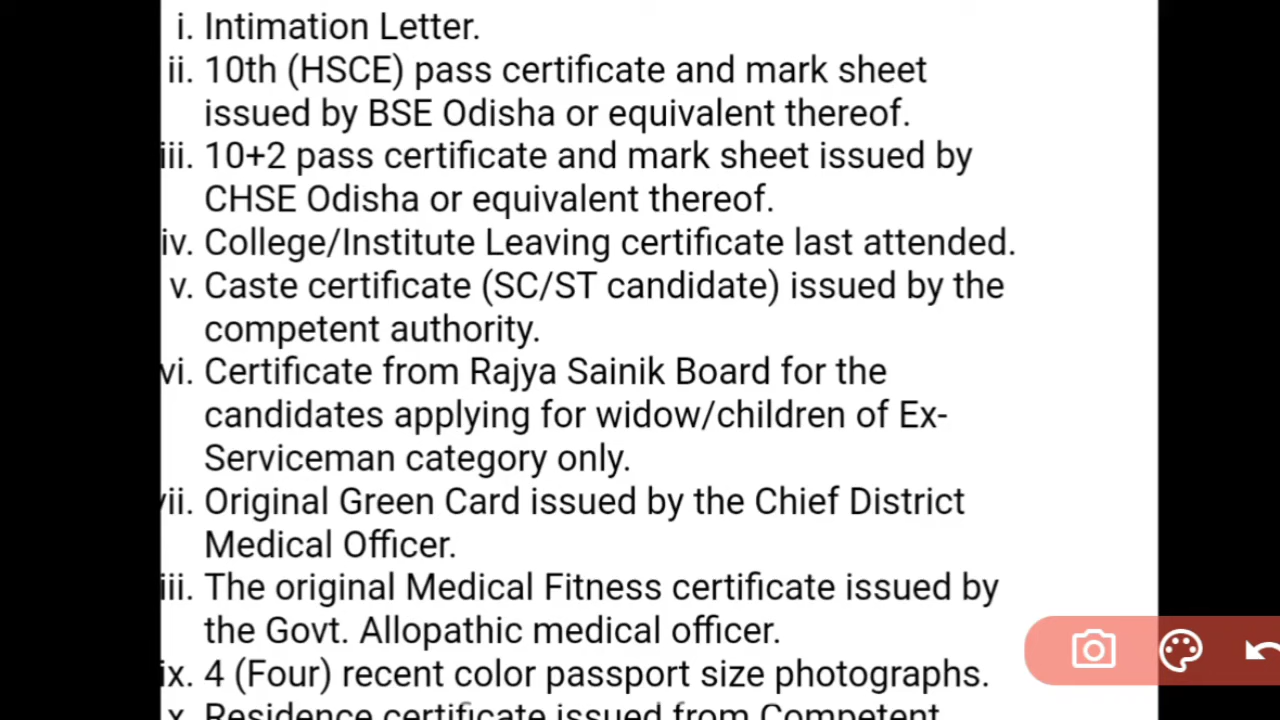 i. Intimation Letter.
ii. 10th (HSCE) pass certificate and mark sheet
issued by BSE Odisha or equivalent thereof.
iii. 10+2 pass certificate and mark sheet issued by
CHSE Odisha or equivalent thereof.
iv. College/Institute Leaving certificate last attended.
v. Caste certificate (SC/ST candidate) issued by the
competent authority.
vi. Certificate from Rajya Sainik Board for the
candidates applying for widow/children of Ex-
Serviceman category only.
vii. Original Green Card issued by the Chief District
Medical Officer.
iii. The original Medical Fitness certificate issued by
the Govt. Allopathic medical officer.
ix. 4 (Four) recent color passport size photographs.
x. Residence certificate issued from Competent